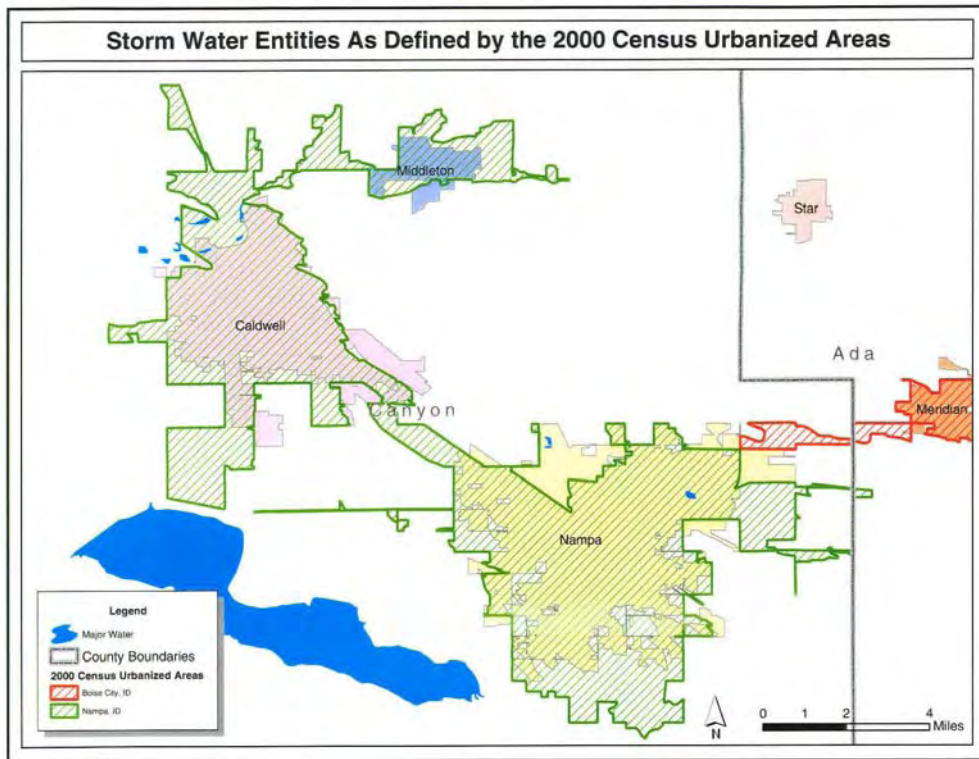 Storm Water Entities As Defined by the 2000 Census Urbanized Areas
Middleton
Star
Caldwell
Ada
Canyon
Meridian
Nampa
Legend
Major Water
County Boundaries
2000 Census Urbanized Areas
Boise City, ID
Nampa, ID
N
0 1 2 4
Miles